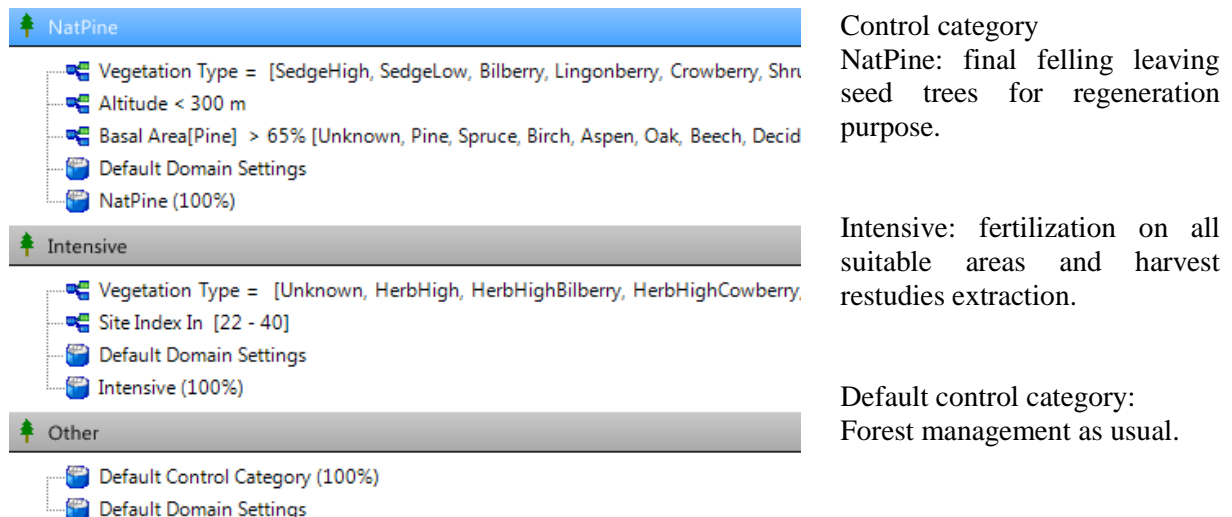 NatPine
Vegetation Type = [SedgeHigh, SedgeLow, Bilberry, Lingonberry, Crowberry,
Altitude < 300 m
Basal Area[Pine] > 65% [Unknown, Pine, Spruce, Birch, Aspen, Oak, Beech,
Default Domain Settings
NatPine (100%)
Intensive
Vegetation Type = [Unknown, HerbHigh, HerbHighBilberry, HerbHighCowberry,
Site Index In [22 - 40]
Default Domain Settings
Intensive (100%)
Other
Default Control Category (100%)
Default Domain Settings
Control category
NatPine: final felling leaving
seed trees for regeneration
purpose.
Intensive: fertilization on all
suitable areas and harvest
restudies extraction.
Default control category:
Forest management as usual.